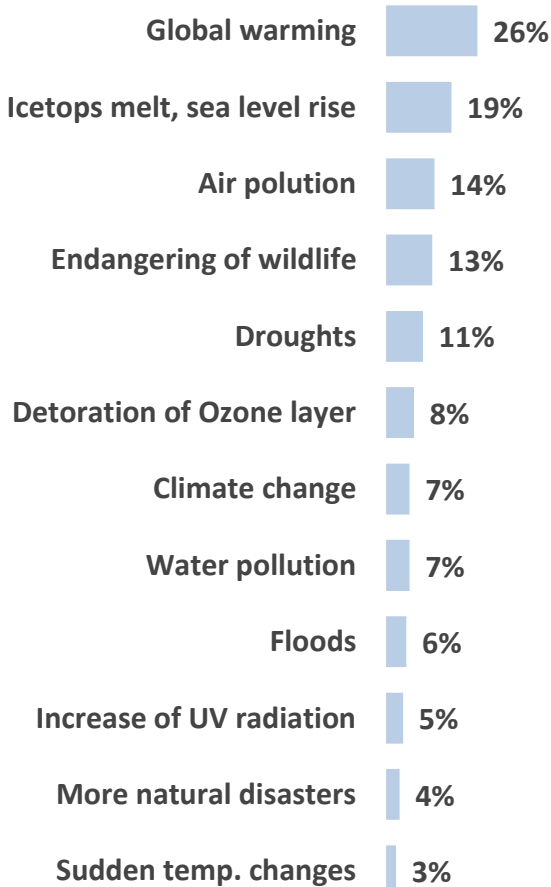 Global warming 26%
Icetops melt, sea level rise 19%
Air polution 14%
Endangering of wildlife 13%
Droughts 11%
Detoration of Ozone layer 8%
Climate change 7%
Water pollution 7%
Floods 6%
Increase of UV radiation 5%
More natural disasters 4%
Sudden temp. changes 3%